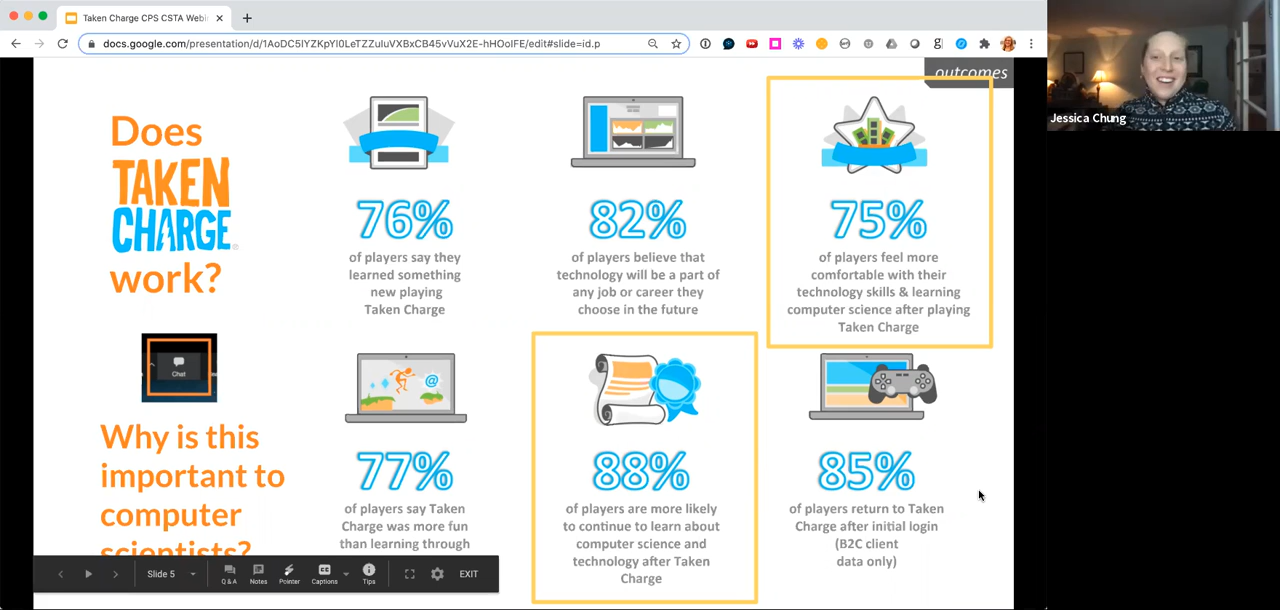 Taken Charge CPS CSTA Webi
docs.google.com/presentation/d/1AoDC5IYZKpYl0LeTZZuIuVXBxCB45vVuX2E-hHOoIFE/edit#slide=id.p
outcomes
Jessica Chung
Does
TAKEN
CHARGE
work?
76%
of players say they
learned something
new playing
Taken Charge
82%
of players believe that
technology will be a part of
any job or career they
choose in the future
75%
of players feel more
comfortable with their
technology skills & learning
computer science after playing
Taken Charge
Chat
Why is this
important to
computer
scientists?
@
77%
of players say Taken
Charge was more fun
than learning through
88%
of players are more likely
to continue to learn about
computer science and
technology after Taken
Charge
85%
of players return to Taken
Charge after initial login
(B2C client
data only)
Slide 5
Q & A
Notes
Pointer
Captions
Tips
EXIT